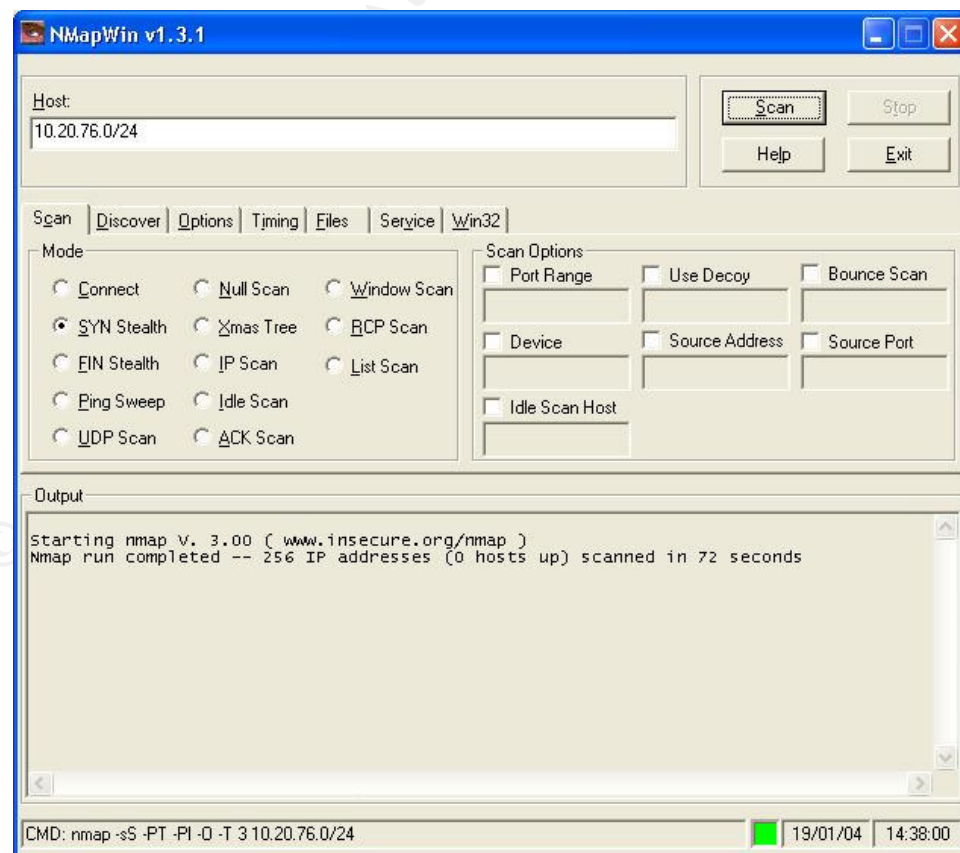 NMapWin v1.3.1
Host:
10.20.76.0/24
Scan
Stop
Help
Exit
Scan Discover Options Timing Files Service Win32
Mode
Connect Null Scan Window Scan
SYN Stealth Xmas Tree RCP Scan
FIN Stealth IP Scan List Scan
Ping Sweep Idle Scan
UDP Scan ACK Scan
Scan Options
Port Range Use Decoy Bounce Scan
Device Source Address Source Port
Idle Scan Host
Output
Starting nmap V. 3.00 ( www.insecure.org/nmap )
Nmap run completed -- 256 IP addresses (0 hosts up) scanned in 72 seconds
CMD: nmap -sS -PT -PI -O -T 3 10.20.76.0/24
19/01/04 14:38:00